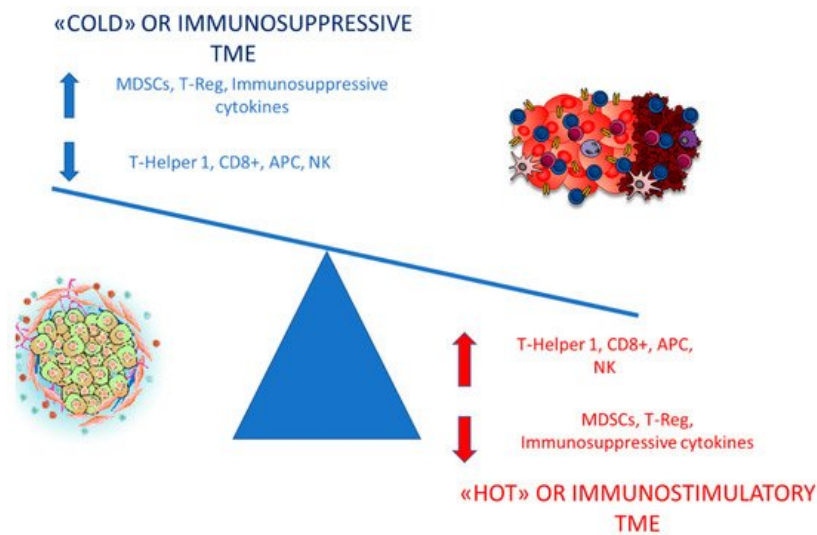 «COLD» OR IMMUNOSUPPRESSIVE
TME
MDSCs, T-Reg, Immunosuppressive
cytokines
T-Helper 1, CD8+, APC, NK
T-Helper 1, CD8+, APC,
NK
MDSCs, T-Reg,
Immunosuppressive cytokines
«HOT» OR IMMUNOSTIMULATORY
TME